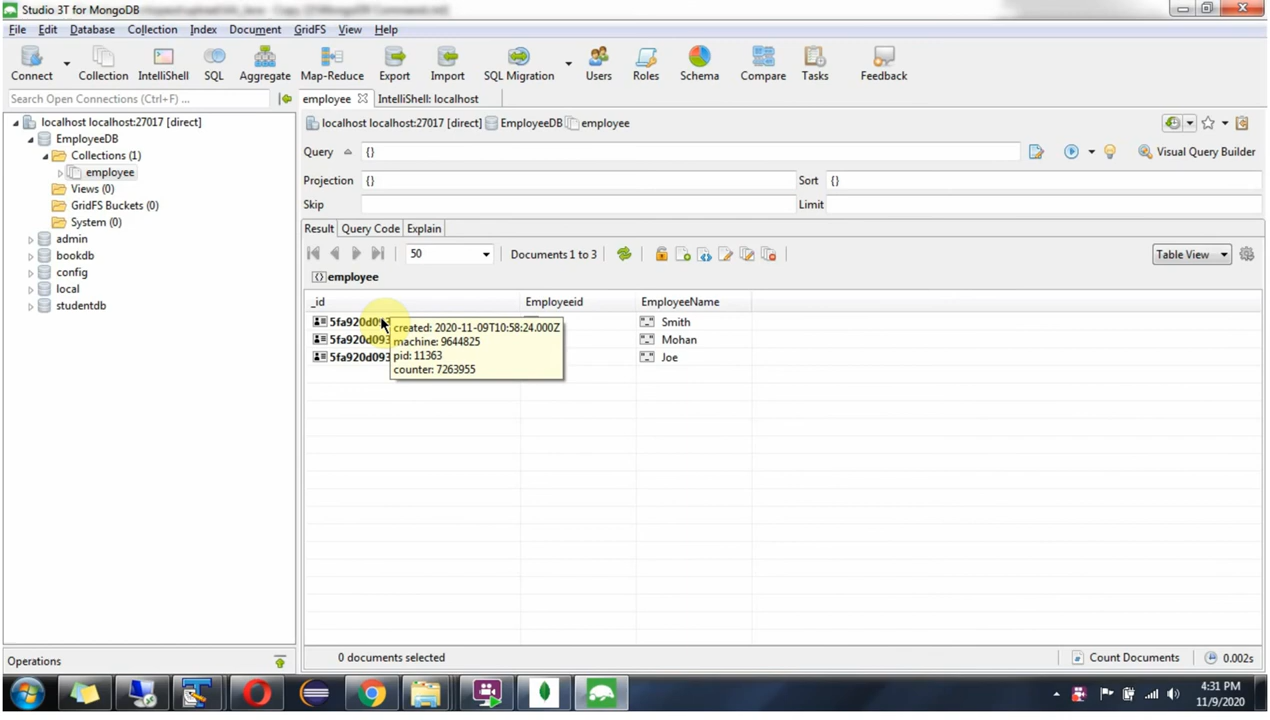 Studio 3T for MongoDB
File Edit Database Collection Index Document GridFS View Help
Connect Collection IntelliShell SQL Aggregate Map-Reduce Export Import SQL Migration Users Roles Schema Compare Tasks Feedback
Search Open Connections (Ctrl+F) ...
employee IntelliShell: localhost
localhost localhost:27017 [direct]
EmployeeDB
Collections (1)
employee
Views (0)
GridFS Buckets (0)
System (0)
admin
bookdb
config
local
studentdb
localhost localhost:27017 [direct] EmployeeDB employee
Query {} Visual Query Builder
Projection {} Sort {}
Skip Limit
Result Query Code Explain
50 Documents 1 to 3 Table View
employee
_id Employeeid EmployeeName
5fa920d093 Smith
5fa920d093 Mohan
5fa920d093 Joe
created: 2020-11-09T10:58:24.000Z
machine: 9644825
pid: 11363
counter: 7263955
Operations
0 documents selected Count Documents 0.002s
4:31 PM
11/9/2020